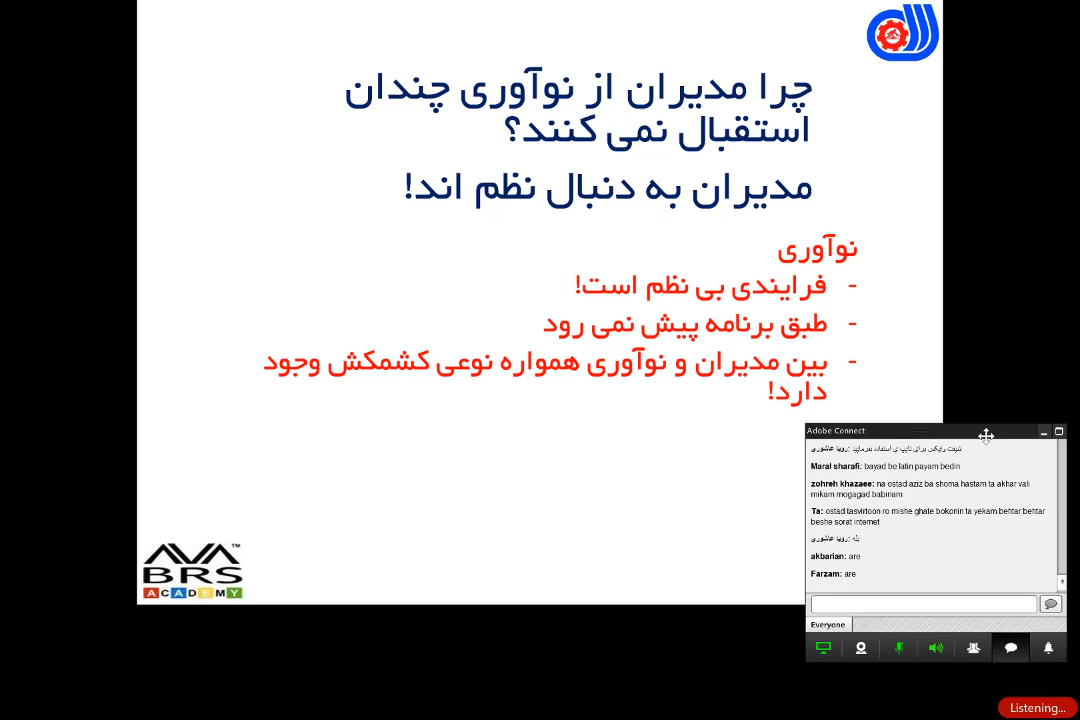 چرا مدیران از نوآوری چندان
استقبال نمی کنند؟
مدیران به دنبال نظم اند!
نوآوری
- فرایندی بی نظم است!
- طبق برنامه پیش نمی رود
- بین مدیران و نوآوری همواره نوعی کشمکش وجود
دارد!
Adobe Connect
رویا عاشوری: شیفت وایکس برای تایپ ی استفاده بفرمایید
Maral sharafi: bayad be latin payam bedin
zohreh khazaee: na ostad aziz ba shoma hastam ta akhar vali
mikam mogagad babinam
Ta: ostad tasvirtoon ro mishe ghate bokonin ta yekam behtar behtar
beshe sorat internet
رویا عاشوری: بله
akbarian: are
Farzam: are
Everyone
AVA™
BRS
ACADEMY
Listening...